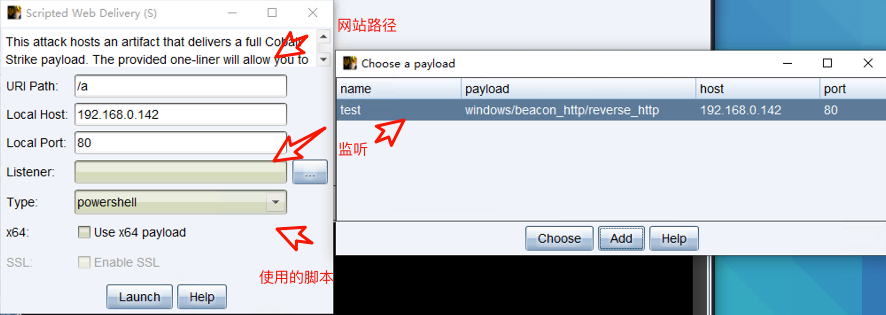 Scripted Web Delivery (S)
This attack hosts an artifact that delivers a full Cobalt
Strike payload. The provided one-liner will allow you to
URI Path: /a
Local Host: 192.168.0.142
Local Port: 80
Listener: ...
Type: powershell
x64: Use x64 payload
SSL: Enable SSL
Launch Help
网站路径
Choose a payload
name payload host port
test windows/beacon_http/reverse_http 192.168.0.142 80
监听
Choose Add Help
使用的脚本